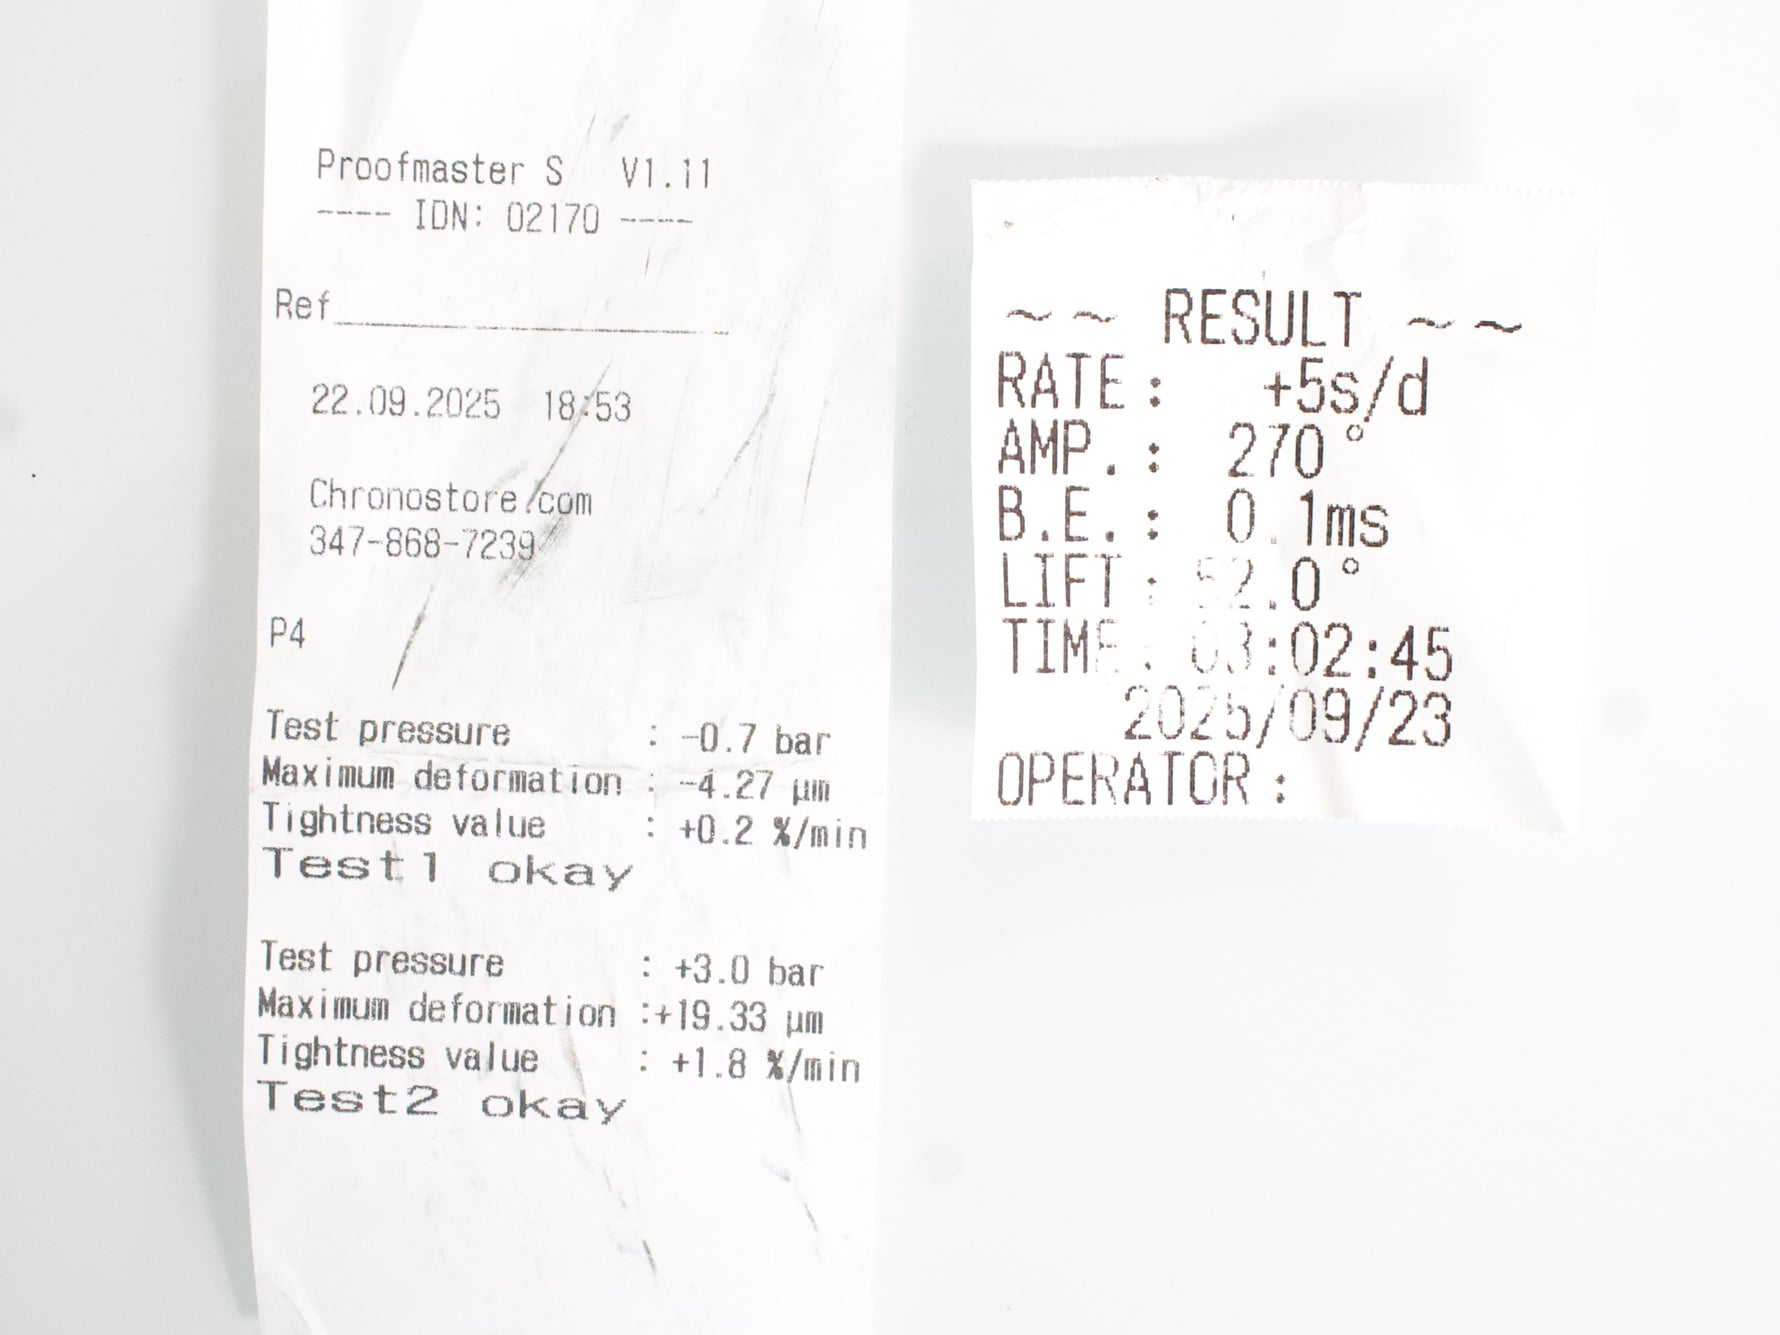 Proofmaster S V1.11
---- IDN: 02170 ----
Ref
22.09.2025 18:53
Chronostore.com
347-868-7239
P4
Test pressure : -0.7 bar
Maximum deformation : -4.27 µm
Tightness value : +0.2 %/min
Test1 okay
Test pressure : +3.0 bar
Maximum deformation :+19.33 µm
Tightness value : +1.8 %/min
Test2 okay
~~ RESULT ~~
RATE: +5s/d
AMP.: 270°
B.E.: 0.1ms
LIFT: 52.0°
TIME: 03:02:45
2025/09/23
OPERATOR: